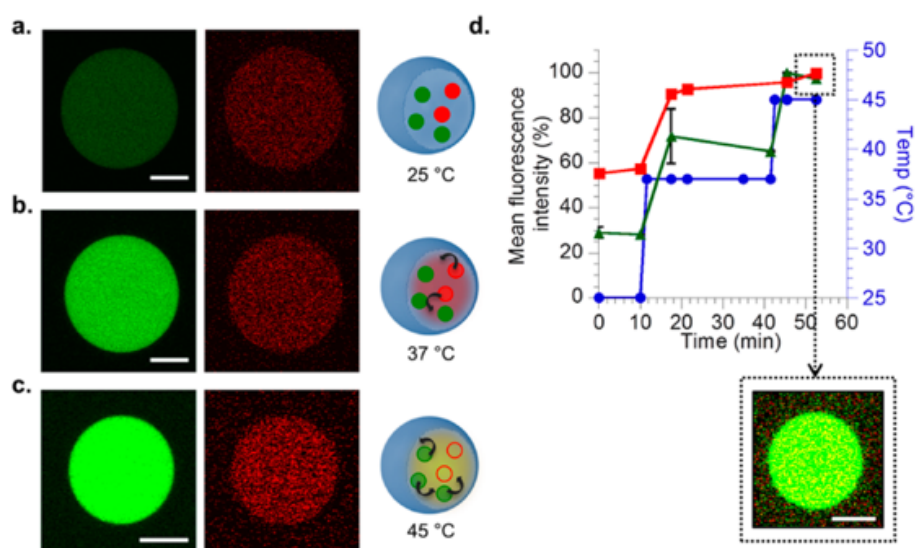 a.
25 °C
b.
37 °C
c.
45 °C
d.
Mean fluorescence
intensity (%)
100
80
60
40
20
0
50
45
40
35
30
25
Temp (°C)
0 10 20 30 40 50 60
Time (min)